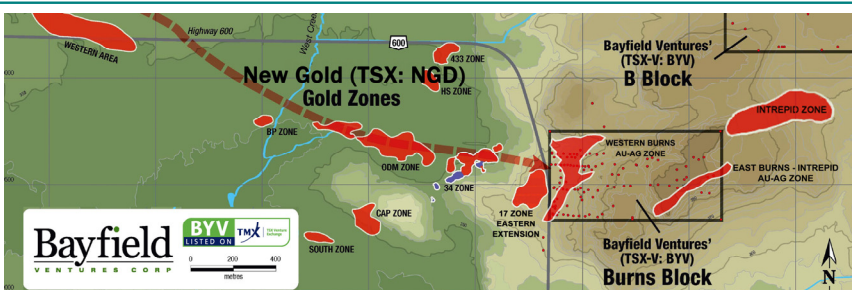 WESTERN AREA
Highway 600
West Creek
600
433 ZONE
HS ZONE
New Gold (TSX: NGD)
Gold Zones
BP ZONE
ODM ZONE
34 ZONE
CAP ZONE
SOUTH ZONE
17 ZONE
EASTERN
EXTENSION
Bayfield Ventures'
(TSX-V: BYV)
B Block
INTREPID ZONE
WESTERN BURNS
AU-AG ZONE
EAST BURNS - INTREPID
AU-AG ZONE
Bayfield Ventures'
(TSX-V: BYV)
Burns Block
Bayfield
VENTURES CORP
BYV
LISTED ON
TMX
TSX Venture
Exchange
0 200 400
metres
N